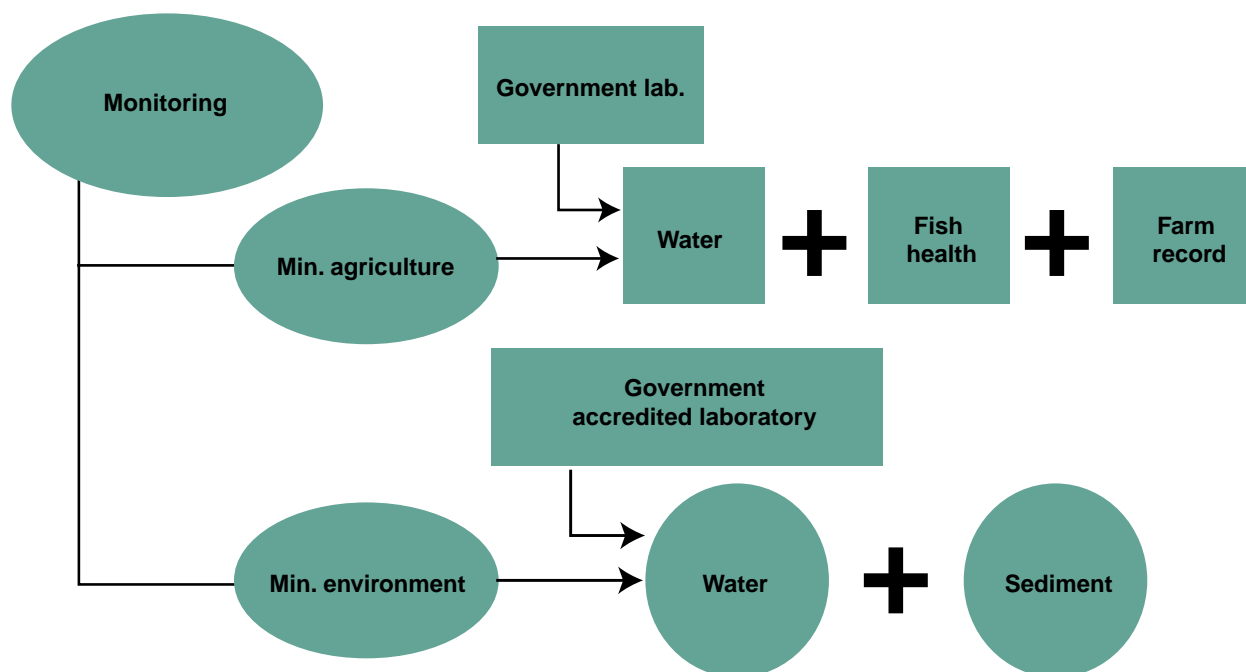 Monitoring
Government lab.
Min. agriculture
Water
Fish
health
Farm
record
Government
accredited laboratory
Min. environment
Water
Sediment